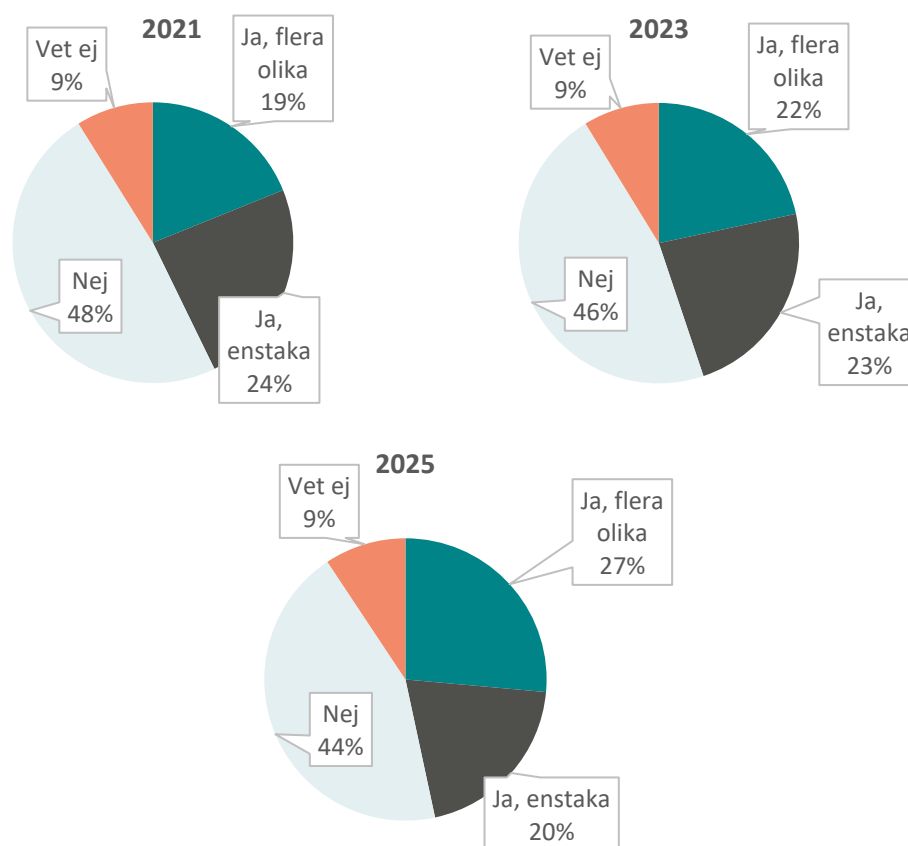 2021
Vet ej
9%
Ja, flera
olika
19%
Nej
48%
Ja,
enstaka
24%
2023
Vet ej
9%
Ja, flera
olika
22%
Nej
46%
Ja,
enstaka
23%
2025
Vet ej
9%
Ja, flera
olika
27%
Nej
44%
Ja, enstaka
20%